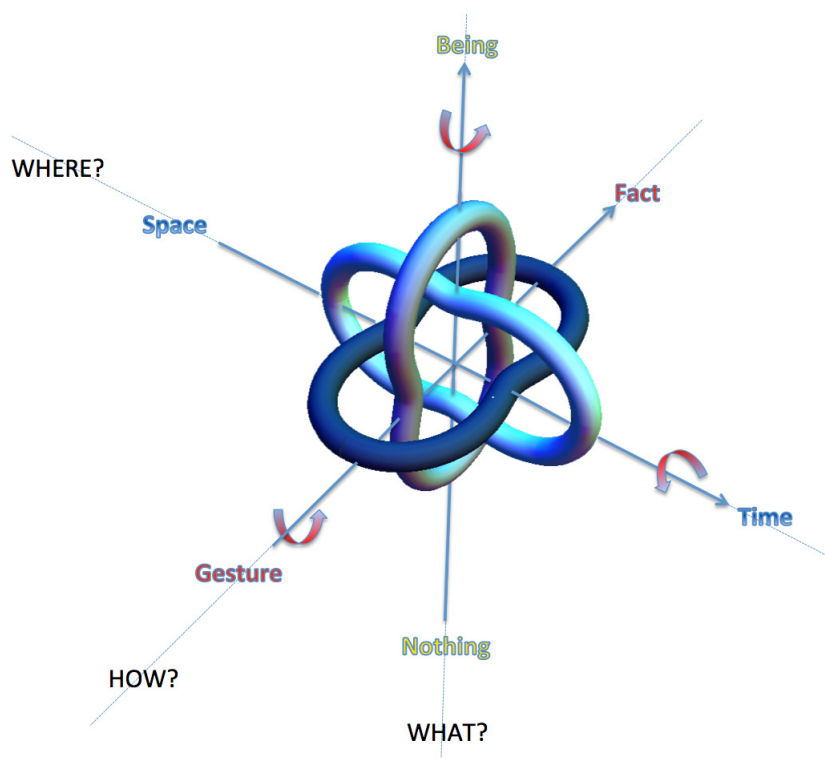 Being
WHERE?
Fact
Space
Time
Gesture
Nothing
HOW?
WHAT?